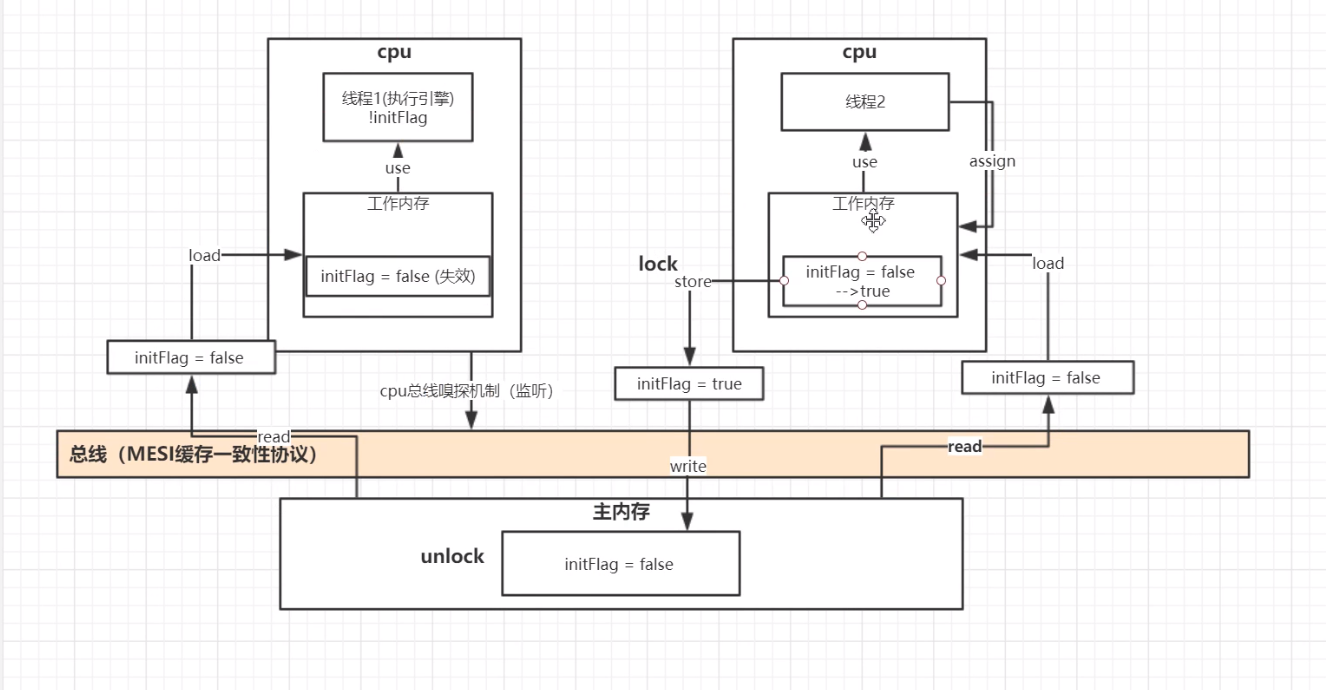 cpu
线程1(执行引擎)
!initFlag
use
工作内存
initFlag = false (失效)
load
initFlag = false
read
cpu总线嗅探机制（监听）
cpu
线程2
use
assign
工作内存
initFlag = false
-->true
lock
store
load
initFlag = true
initFlag = false
write
read
总线（MESI缓存一致性协议）
主内存
unlock
initFlag = false